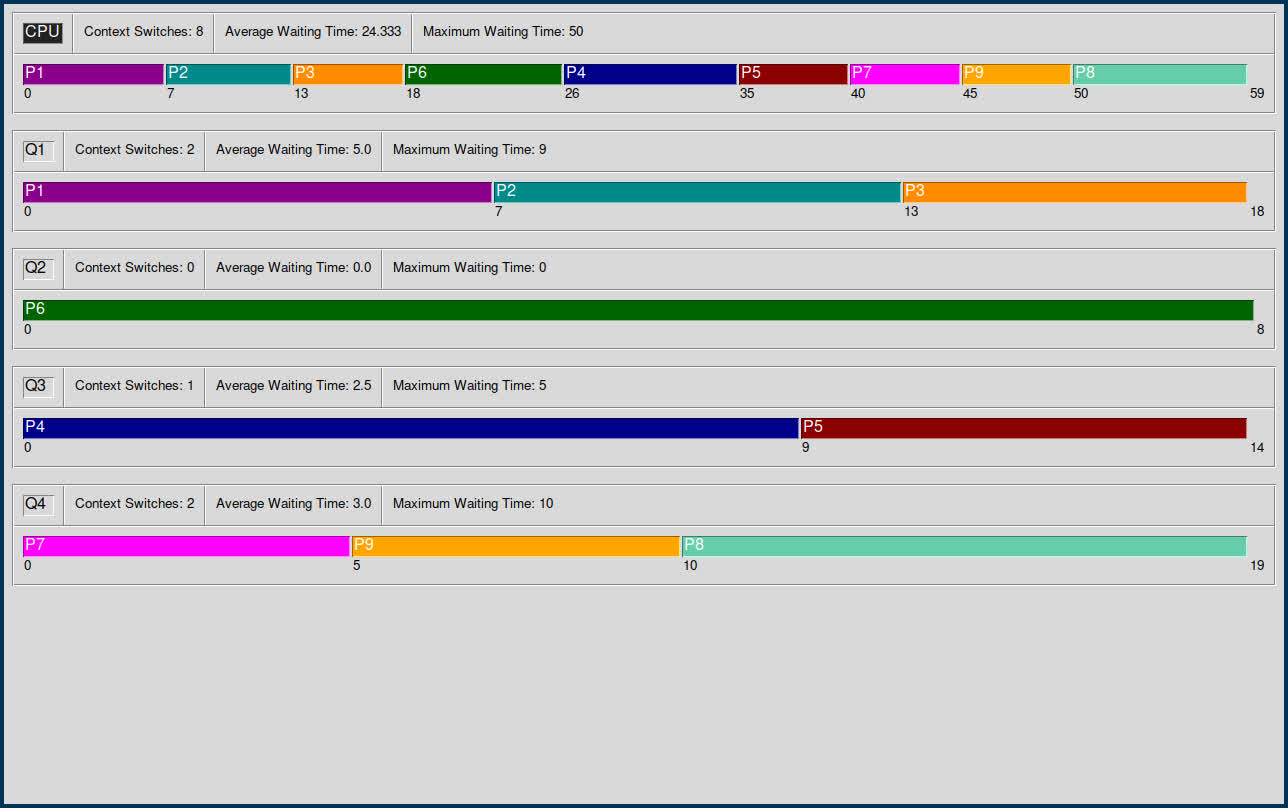 CPU Context Switches: 8 Average Waiting Time: 24.333 Maximum Waiting Time: 50
P1 P2 P3 P6 P4 P5 P7 P9 P8
0 7 13 18 26 35 40 45 50 59
Q1 Context Switches: 2 Average Waiting Time: 5.0 Maximum Waiting Time: 9
P1 P2 P3
0 7 13 18
Q2 Context Switches: 0 Average Waiting Time: 0.0 Maximum Waiting Time: 0
P6
0 8
Q3 Context Switches: 1 Average Waiting Time: 2.5 Maximum Waiting Time: 5
P4 P5
0 9 14
Q4 Context Switches: 2 Average Waiting Time: 3.0 Maximum Waiting Time: 10
P7 P9 P8
0 5 10 19